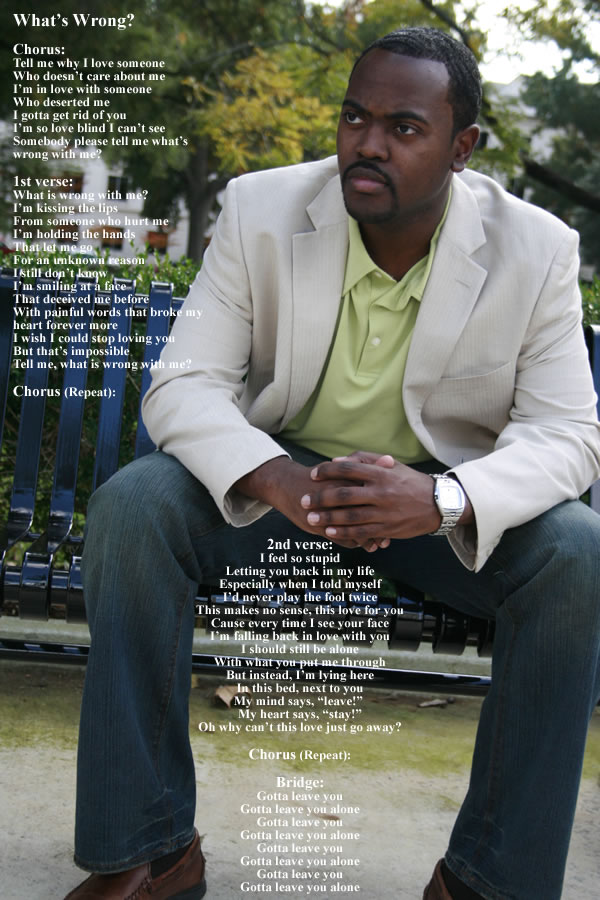 What's Wrong?
Chorus:
Tell me why I love someone
Who doesn't care about me
I'm in love with someone
Who deserted me
I gotta get rid of you
I'm so love blind I can't see
Somebody please tell me what's
wrong with me?
1st verse:
What is wrong with me?
I'm kissing the lips
From someone who hurt me
I'm holding the hands
That let me go
For an unknown reason
I still don't know
I'm smiling at a face
That deceived me before
With painful words that broke my
heart forever more
I wish I could stop loving you
But that's impossible
Tell me, what is wrong with me?
Chorus (Repeat):
2nd verse:
I feel so stupid
Letting you back in my life
Especially when I told myself
I'd never play the fool twice
This makes no sense, this love for you
Cause every time I see your face
I'm falling back in love with you
I should still be alone
With what you put me through
But instead, I'm lying here
In this bed, next to you
My mind says, “leave!”
My heart says, “stay!”
Oh why can't this love just go away?
Chorus (Repeat):
Bridge:
Gotta leave you
Gotta leave you alone
Gotta leave you
Gotta leave you alone
Gotta leave you
Gotta leave you alone
Gotta leave you
Gotta leave you alone